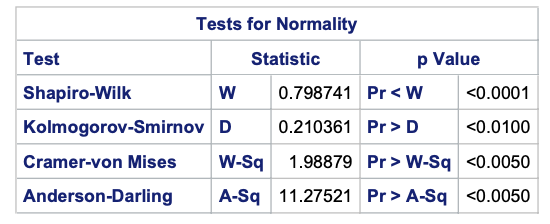 Tests for Normality
Test Statistic p Value
Shapiro-Wilk W 0.798741 Pr < W <0.0001
Kolmogorov-Smirnov D 0.210361 Pr > D <0.0100
Cramer-von Mises W-Sq 1.98879 Pr > W-Sq <0.0050
Anderson-Darling A-Sq 11.27521 Pr > A-Sq <0.0050